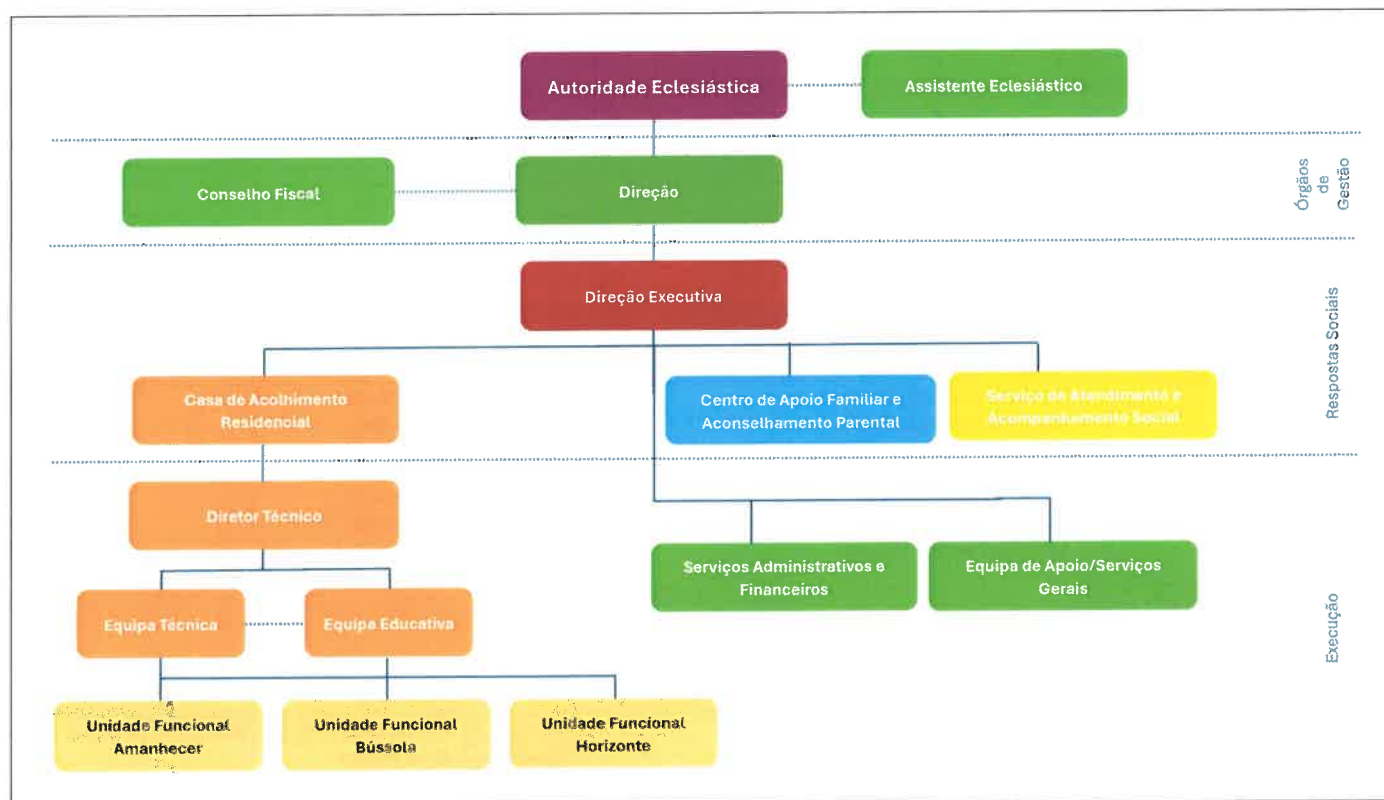 Autoridade Eclesiástica
Assistente Eclesiástico
Conselho Fiscal
Direção
Órgãos
de
Gestão
Direção Executiva
Respostas Sociais
Casa de Acolhimento
Residencial
Centro de Apoio Familiar e
Aconselhamento Parental
Serviço de Atendimento e
Acompanhamento Social
Diretor Técnico
Serviços Administrativos e
Financeiros
Equipa de Apoio/Serviços
Gerais
Equipa Técnica
Equipa Educativa
Execução
Unidade Funcional
Amanhecer
Unidade Funcional
Bússola
Unidade Funcional
Horizonte